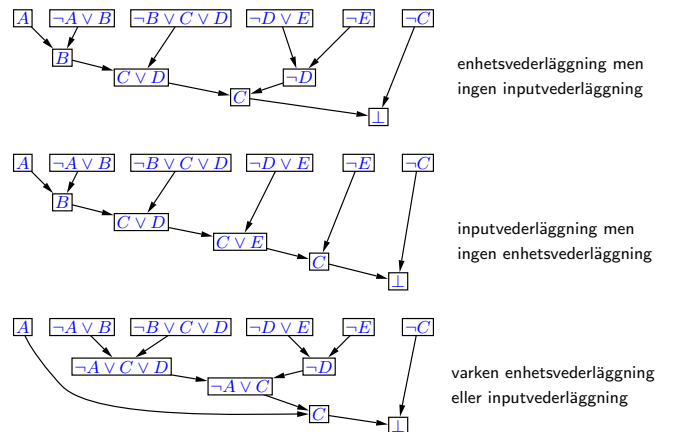 A ¬A ∨ B ¬B ∨ C ∨ D ¬D ∨ E ¬E ¬C
B
C ∨ D ¬D
C
⊥
enhetsvederläggning men
ingen inputvederläggning
A ¬A ∨ B ¬B ∨ C ∨ D ¬D ∨ E ¬E ¬C
B
C ∨ D
C ∨ E
C
⊥
inputvederläggning men
ingen enhetsvederläggning
A ¬A ∨ B ¬B ∨ C ∨ D ¬D ∨ E ¬E ¬C
¬A ∨ C ∨ D ¬D
¬A ∨ C
C
⊥
varken enhetsvederläggning
eller inputvederläggning